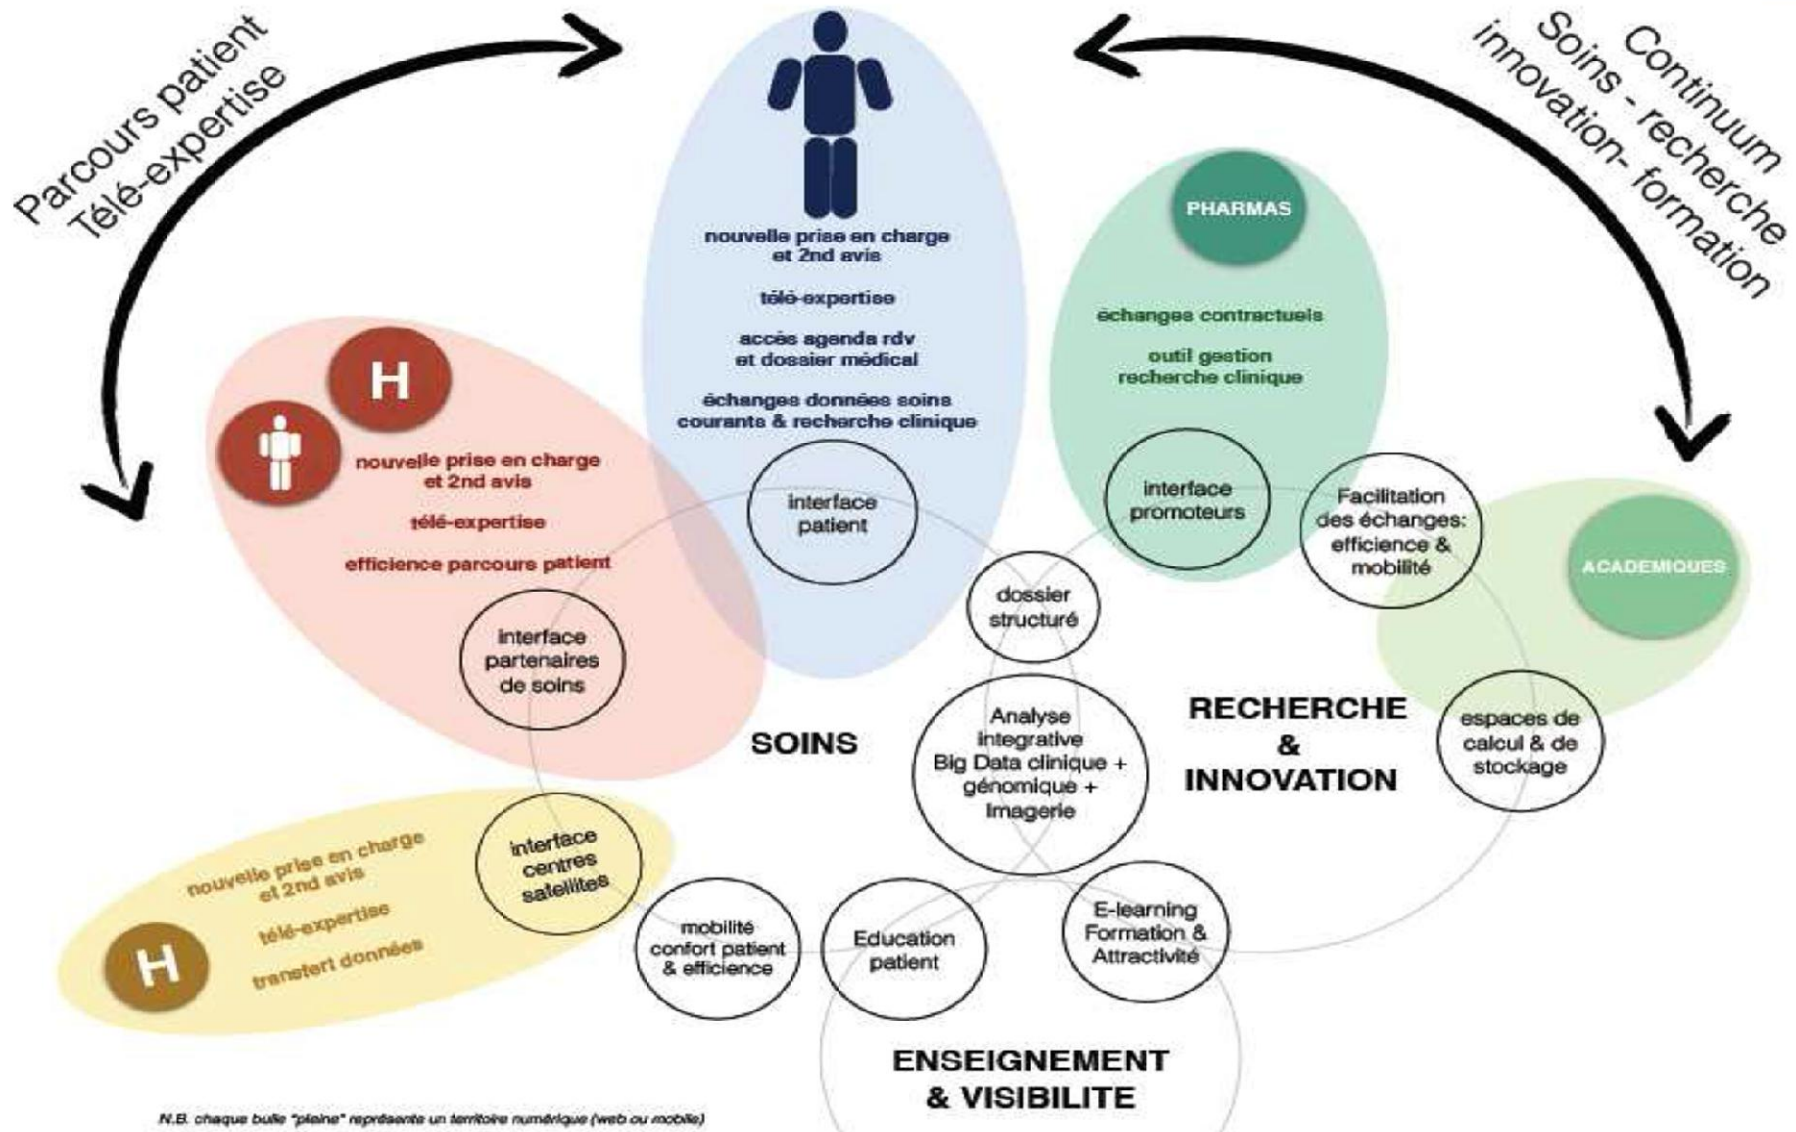 Parcours patient
Télé-expertise
Continuum
Soins - recherche
innovation- formation
nouvelle prise en charge
et 2nd avis
télé-expertise
accès agenda rdv
et dossier médical
échanges données soins
courants & recherche clinique
interface
patient
PHARMAS
échanges contractuels
outil gestion
recherche clinique
interface
promoteurs
Facilitation
des échanges:
efficience &
mobilité
ACADEMIQUES
espaces de
calcul & de
stockage
H
nouvelle prise en charge
et 2nd avis
télé-expertise
efficience parcours patient
interface
partenaires
de soins
dossier
structuré
Analyse
integrative
Big Data clinique +
génomique +
Imagerie
SOINS
RECHERCHE
&
INNOVATION
H
nouvelle prise en charge
et 2nd avis
télé-expertise
transfert données
interface
centres
satellites
mobilité
confort patient
& efficience
Education
patient
E-learning
Formation &
Attractivité
ENSEIGNEMENT
& VISIBILITE
N.B. chaque bulle "pleine" représente un territoire numérique (web ou mobile)